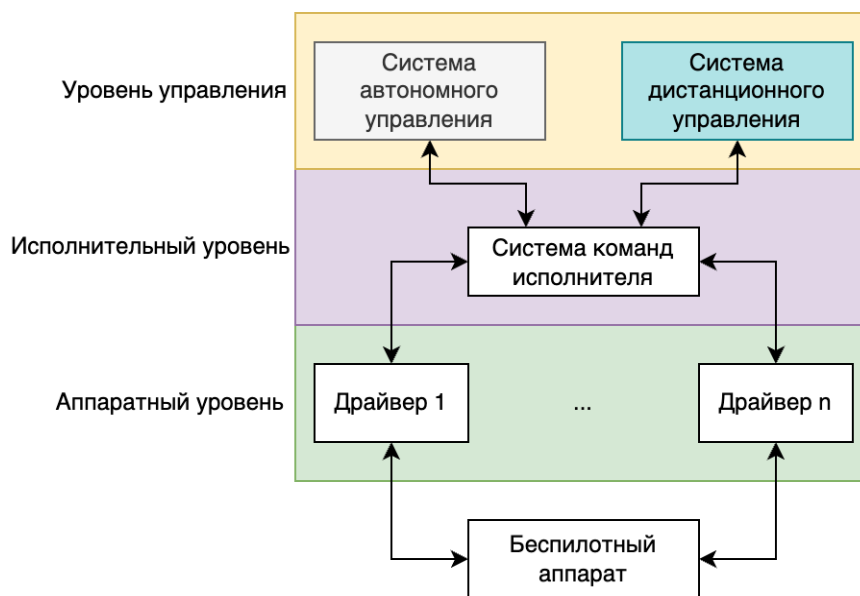 Уровень управления
Система
автономного
управления
Система
дистанционного
управления
Исполнительный уровень
Система команд
исполнителя
Аппаратный уровень
Драйвер 1
...
Драйвер n
Беспилотный
аппарат